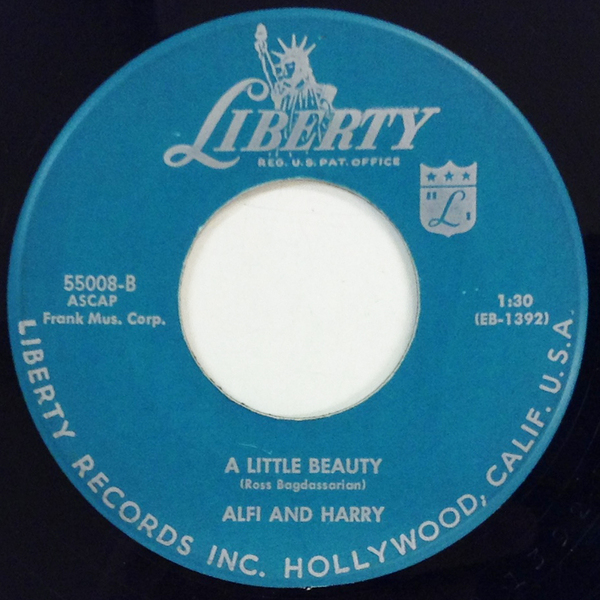 LIBERTY
REG. U.S. PAT. OFFICE
"L"
55008-B
ASCAP
Frank Mus. Corp.
1:30
(EB-1392)
A LITTLE BEAUTY
(Ross Bagdassarian)
ALFI AND HARRY
LIBERTY RECORDS INC. HOLLYWOOD, CALIF. U.S.A.